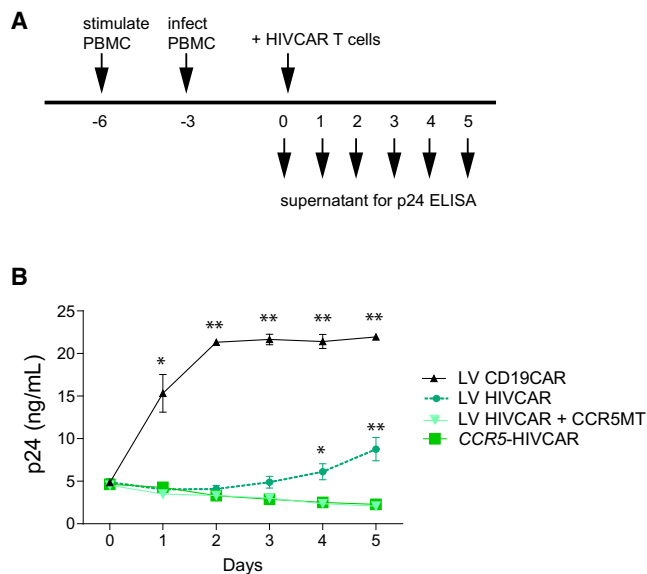 A
stimulate
PBMC
infect
PBMC
+ HIVCAR T cells
-6 -3 0 1 2 3 4 5
supernatant for p24 ELISA
B
p24 (ng/mL)
25
20
15
10
5
0
* ** ** ** **
* **
0 1 2 3 4 5
Days
LV CD19CAR
LV HIVCAR
LV HIVCAR + CCR5MT
CCR5-HIVCAR